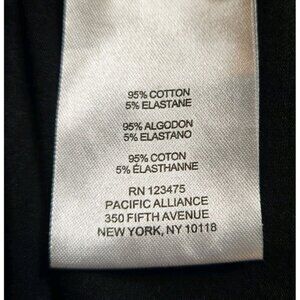 95% COTTON
5% ELASTANE
95% ALGODON
5% ELASTANO
95% COTON
5% ÉLASTHANNE
RN 123475
PACIFIC ALLIANCE
350 FIFTH AVENUE
NEW YORK, NY 10118